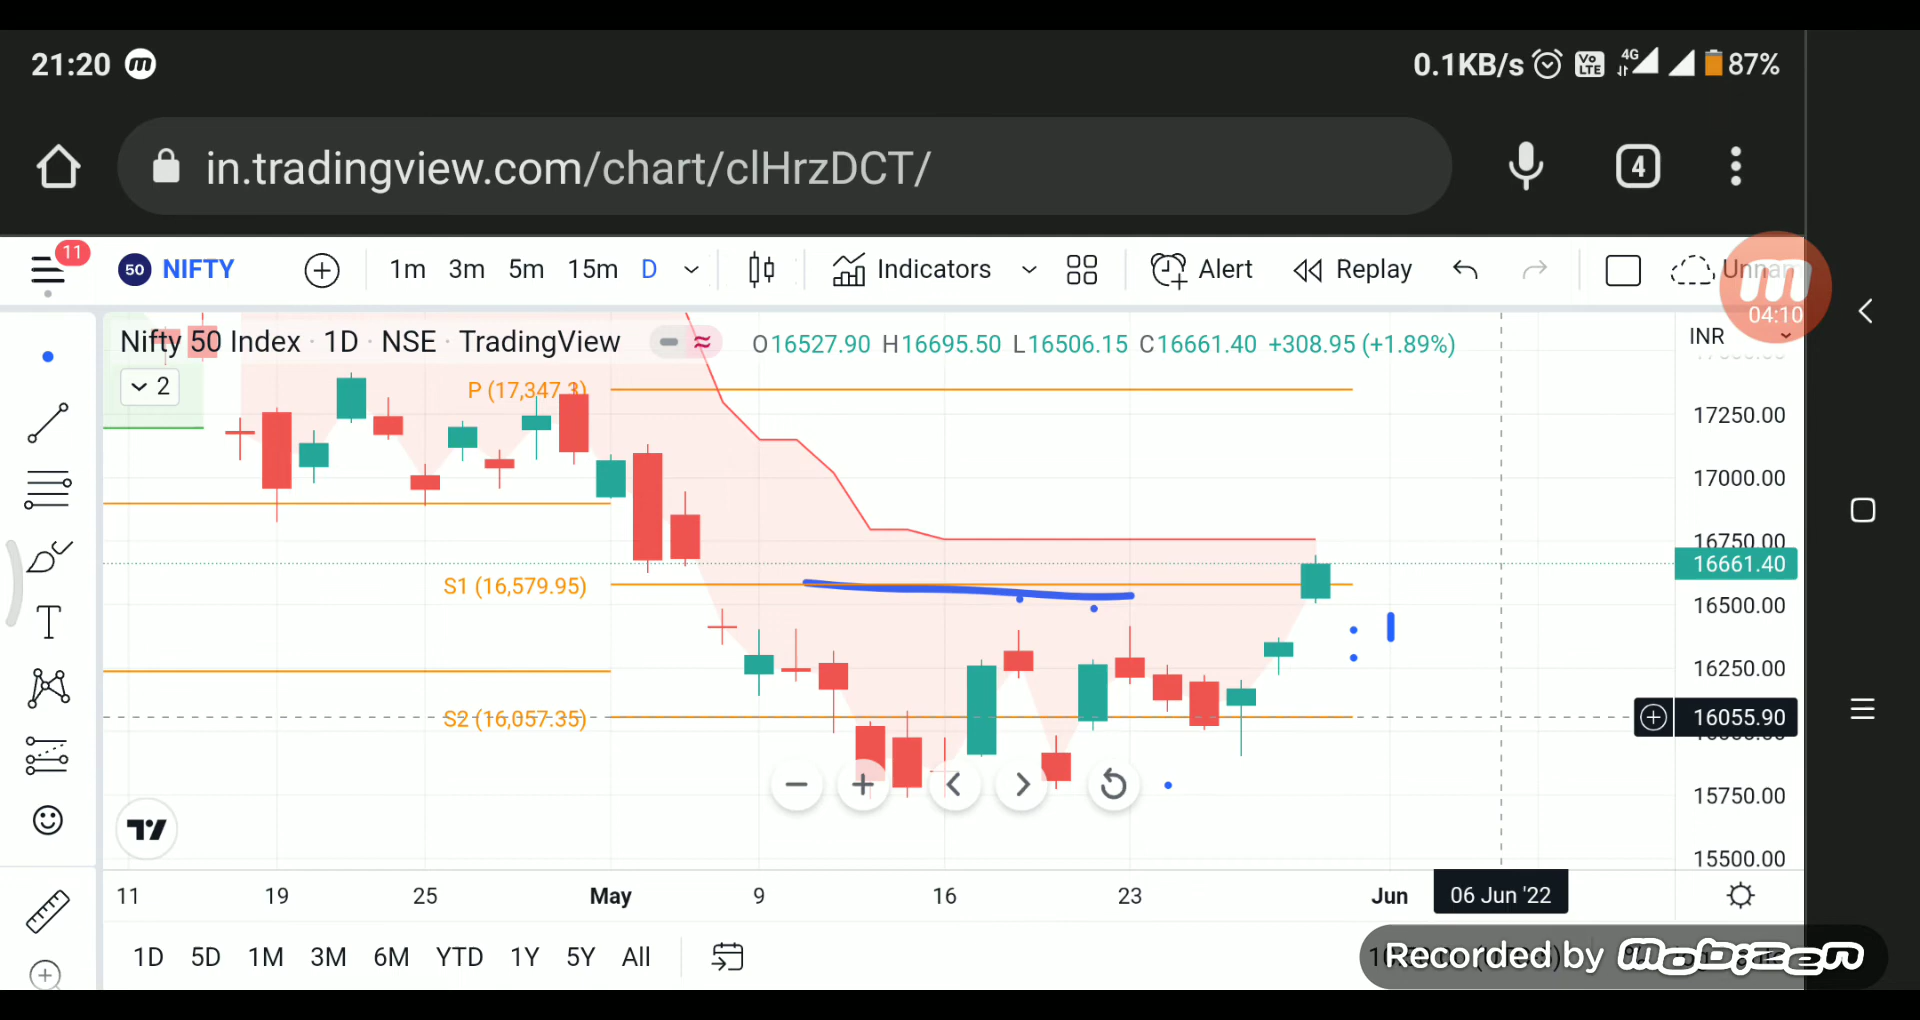 21:20
0.1KB/s Vo LTE 4G 87%
in.tradingview.com/chart/clHrzDCT/
4
11
50 NIFTY 1m 3m 5m 15m D Indicators Alert Replay
04:10
Nifty 50 Index · 1D · NSE · TradingView O16527.90 H16695.50 L16506.15 C16661.40 +308.95 (+1.89%)
INR
2
P (17,347.3)
17250.00
17000.00
16750.00
16661.40
S1 (16,579.95)
16500.00
16250.00
S2 (16,057.35)
16055.90
15750.00
15500.00
11 19 25 May 9 16 23 Jun 06 Jun '22
1D 5D 1M 3M 6M YTD 1Y 5Y All
Recorded by mobizen